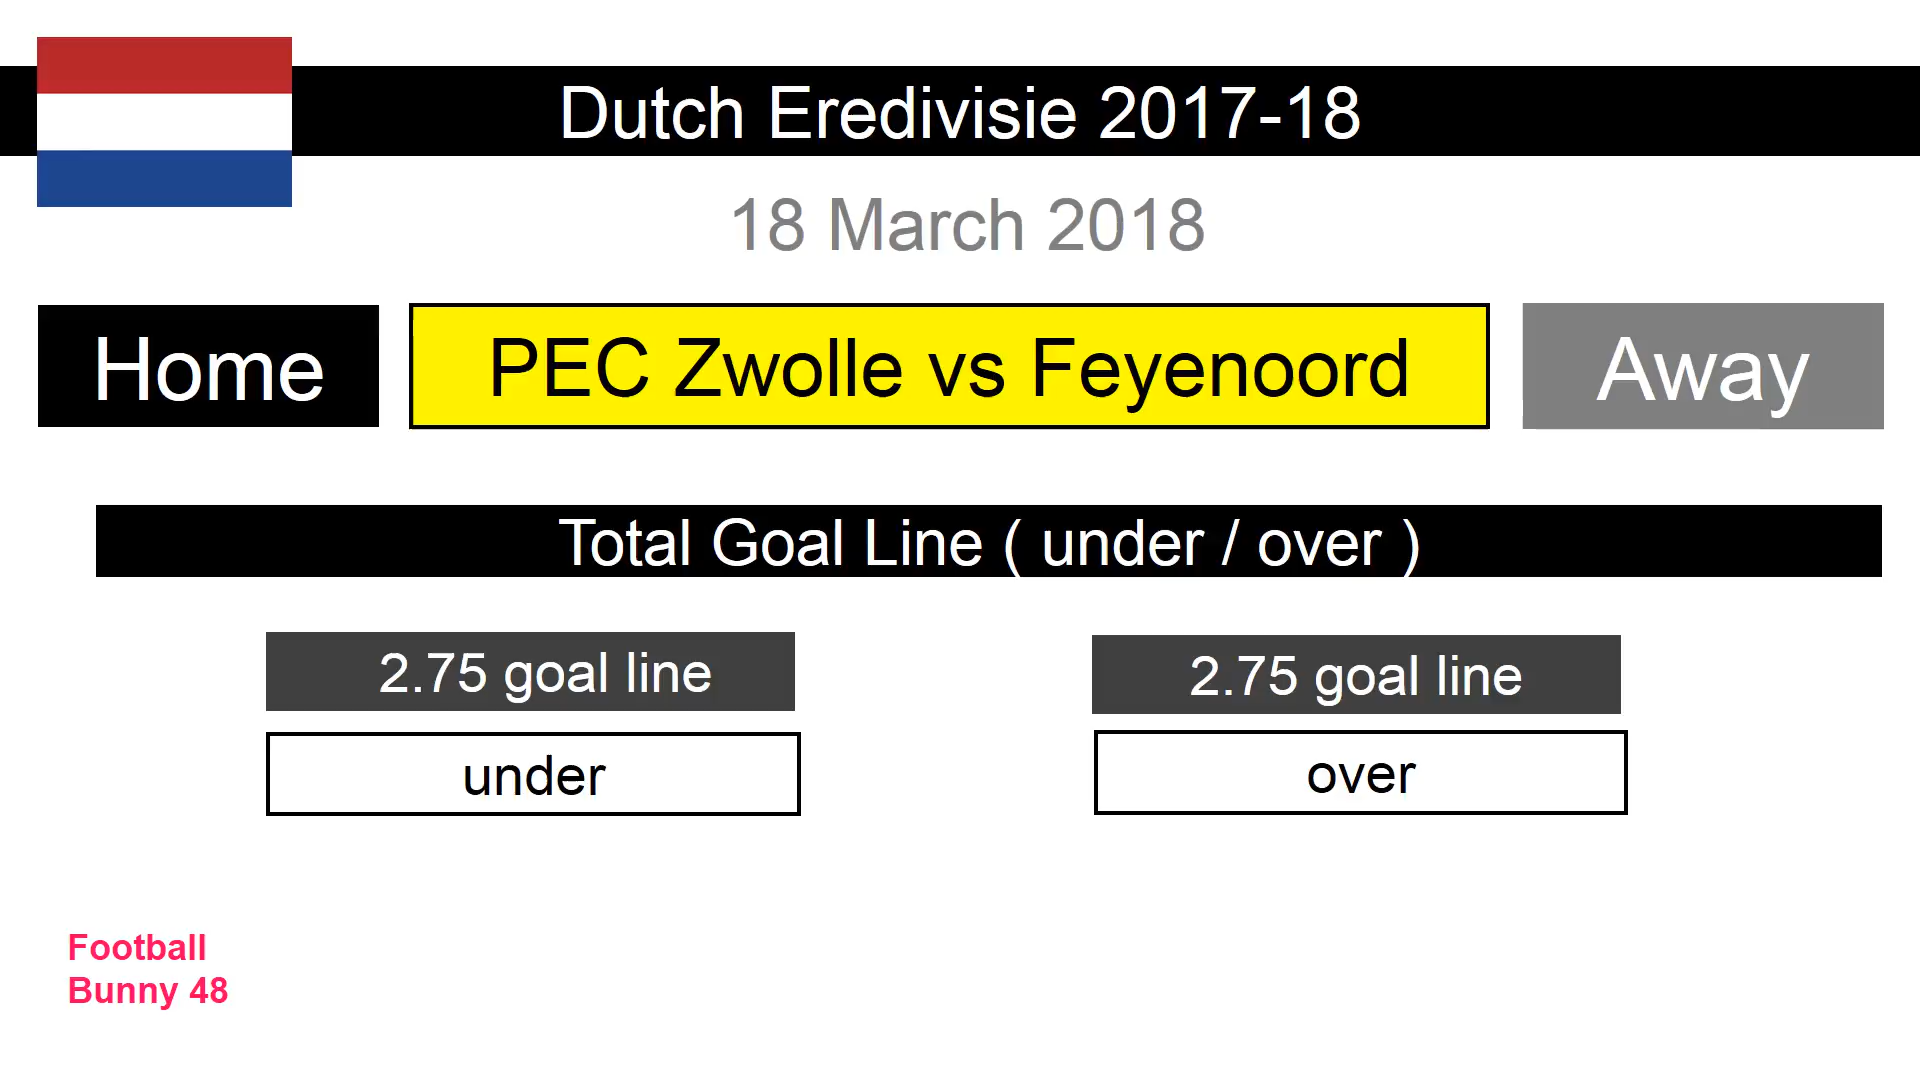 Dutch Eredivisie 2017-18
18 March 2018
Home
PEC Zwolle vs Feyenoord
Away
Total Goal Line ( under / over )
2.75 goal line
2.75 goal line
under
over
Football
Bunny 48